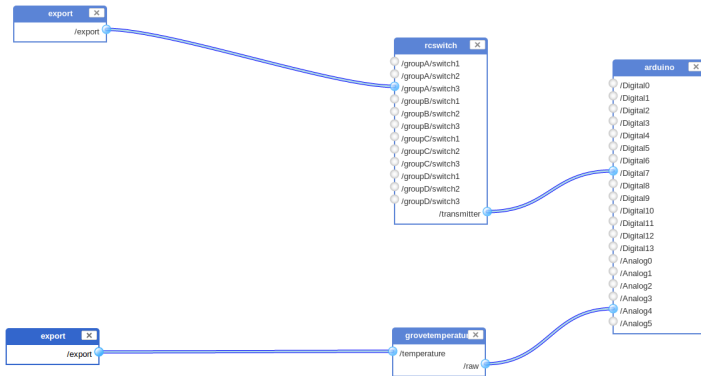 export
/export
rcswitch
/groupA/switch1
/groupA/switch2
/groupA/switch3
/groupB/switch1
/groupB/switch2
/groupB/switch3
/groupC/switch1
/groupC/switch2
/groupC/switch3
/groupD/switch1
/groupD/switch2
/groupD/switch3
/transmitter
arduino
/Digital0
/Digital1
/Digital2
/Digital3
/Digital4
/Digital5
/Digital6
/Digital7
/Digital8
/Digital9
/Digital10
/Digital11
/Digital12
/Digital13
/Analog0
/Analog1
/Analog2
/Analog3
/Analog4
/Analog5
export
/export
grovetemperatu
/temperature
/raw